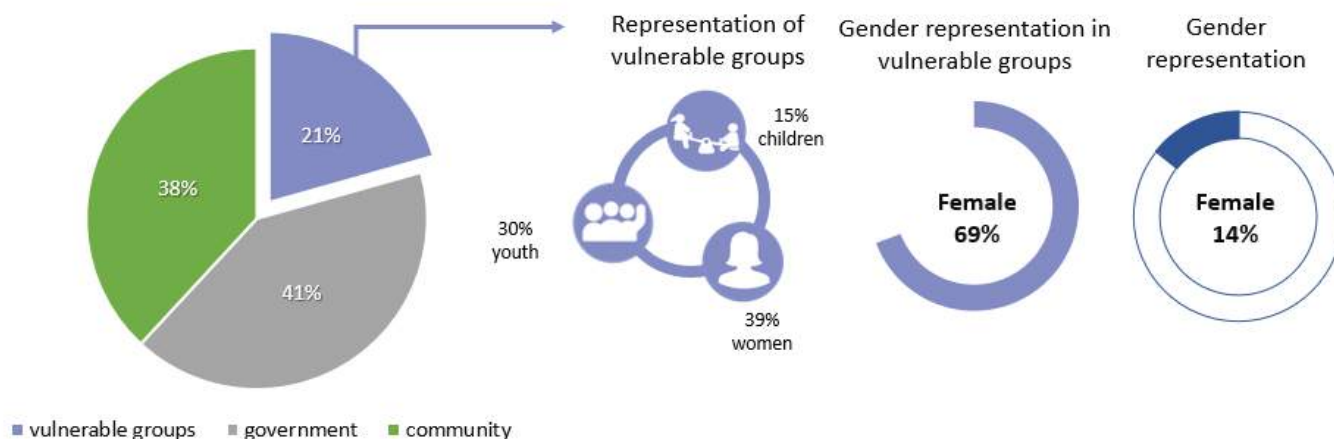 21%
38%
41%
vulnerable groups
government
community
Representation of
vulnerable groups
15%
children
30%
youth
39%
women
Gender representation in
vulnerable groups
Female
69%
Gender
representation
Female
14%